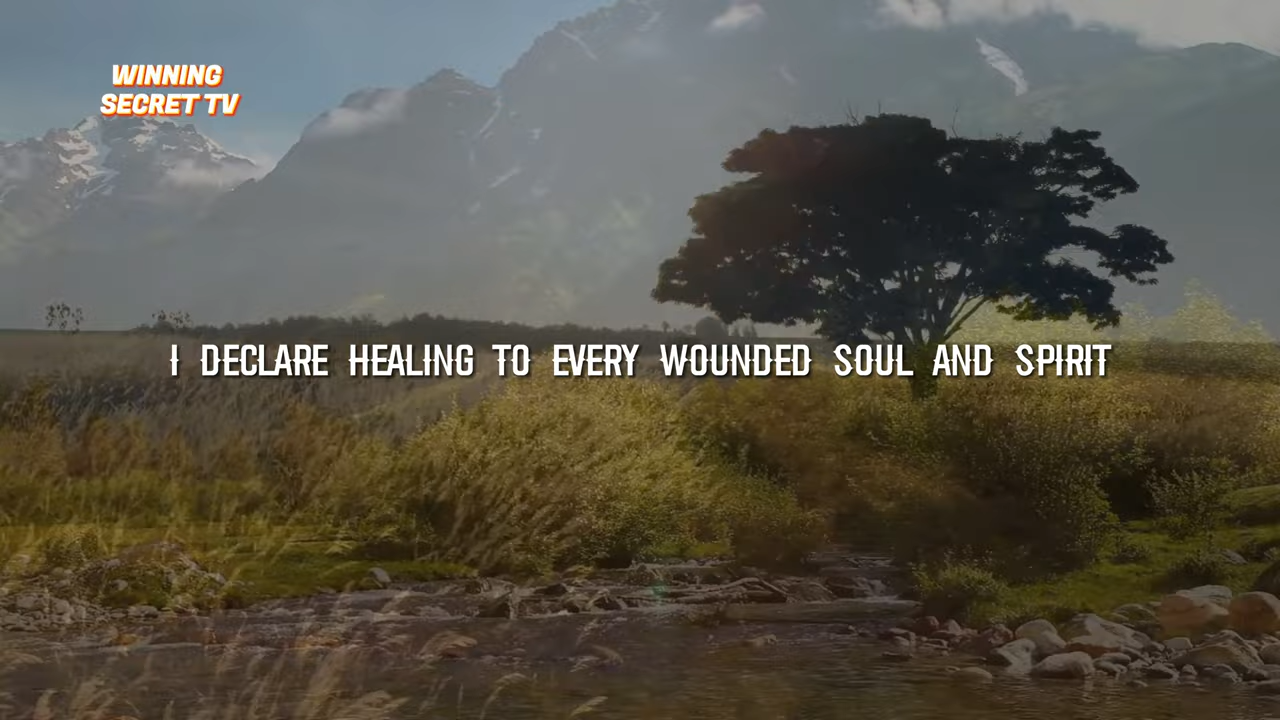 WINNING
SECRET TV
I DECLARE HEALING TO EVERY WOUNDED SOUL AND SPIRIT